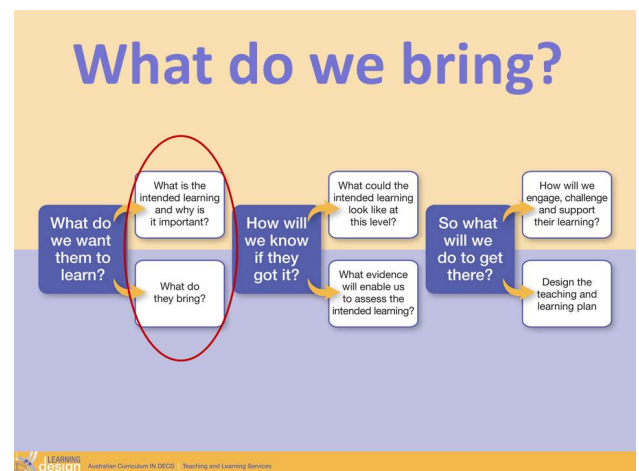 What do we bring?
What do
we want
them to
learn?
What is the
intended learning
and why is
it important?
What do
they bring?
How will
we know
if they
got it?
What could the
intended learning
look like at
this level?
What evidence
will enable us
to assess the
intended learning?
So what
will we
do to get
there?
How will we
engage, challenge
and support
their learning?
Design the
teaching and
learning plan
LEARNING
design
Australian Curriculum IN DECD | Teaching and Learning Services